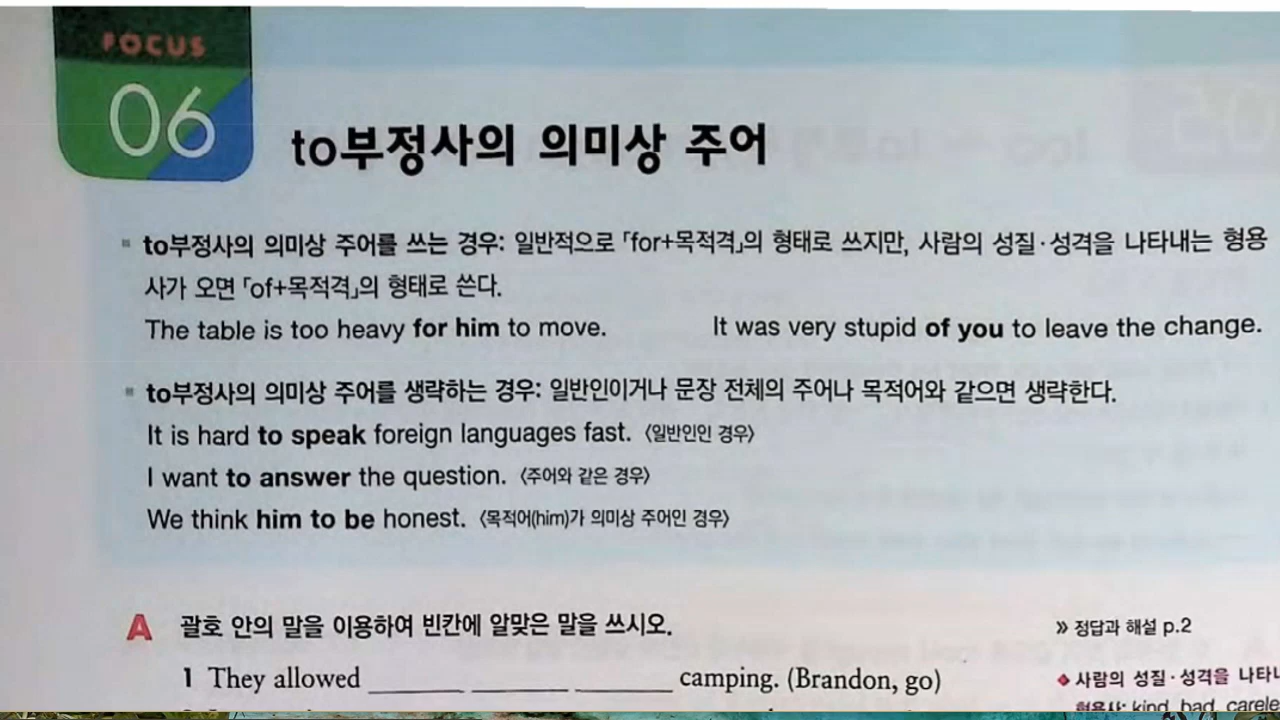 FOCUS
06
to부정사의 의미상 주어
▪ to부정사의 의미상 주어를 쓰는 경우: 일반적으로 「for+목적격」의 형태로 쓰지만, 사람의 성질·성격을 나타내는 형용
사가 오면 「of+목적격」의 형태로 쓴다.
The table is too heavy for him to move. It was very stupid of you to leave the change.
▪ to부정사의 의미상 주어를 생략하는 경우: 일반인이거나 문장 전체의 주어나 목적어와 같으면 생략한다.
It is hard to speak foreign languages fast. 〈일반인인 경우〉
I want to answer the question. 〈주어와 같은 경우〉
We think him to be honest. 〈목적어(him)가 의미상 주어인 경우〉
A 괄호 안의 말을 이용하여 빈칸에 알맞은 말을 쓰시오.
» 정답과 해설 p.2
1 They allowed ________ ________ ________ camping. (Brandon, go)
◆ 사람의 성질·성격을
형용사: kind, bad,